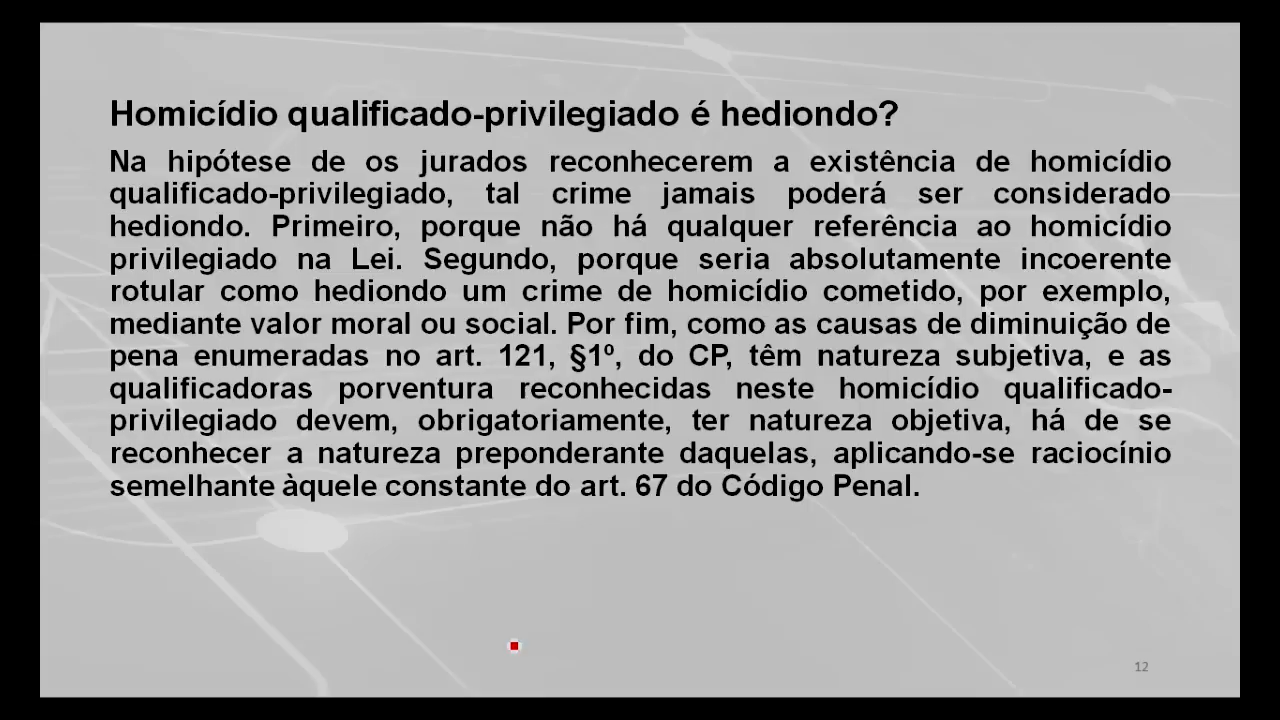 Homicídio qualificado-privilegiado é hediondo?
Na hipótese de os jurados reconhecerem a existência de homicídio
qualificado-privilegiado, tal crime jamais poderá ser considerado
hediondo. Primeiro, porque não há qualquer referência ao homicídio
privilegiado na Lei. Segundo, porque seria absolutamente incoerente
rotular como hediondo um crime de homicídio cometido, por exemplo,
mediante valor moral ou social. Por fim, como as causas de diminuição de
pena enumeradas no art. 121, §1º, do CP, têm natureza subjetiva, e as
qualificadoras porventura reconhecidas neste homicídio qualificado-
privilegiado devem, obrigatoriamente, ter natureza objetiva, há de se
reconhecer a natureza preponderante daquelas, aplicando-se raciocínio
semelhante àquele constante do art. 67 do Código Penal.
12